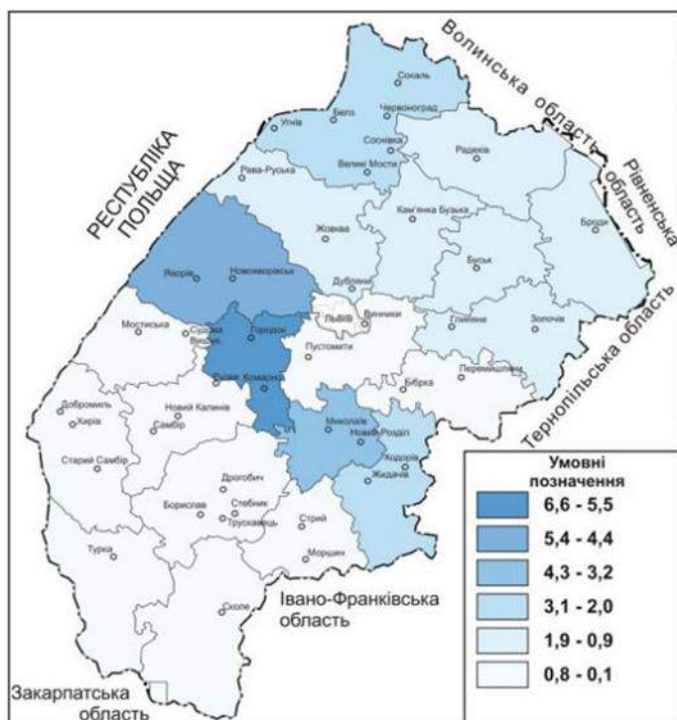 Волинська область
Рівненська
область
РЕСПУБЛІКА
ПОЛЬЩА
Тернопільська область
Івано-Франківська
область
Закарпатська
область
Сокаль
Червоноград
Белз
Угнів
Соснівка
Великі Мости
Радехів
Рава-Руська
Кам'янка Бузька
Броди
Жовква
Буськ
Яворів
Новояворівськ
Дубляни
ЛЬВІВ
Винники
Глиняни
Золочів
Мостиська
Судова
Вишня
Городок
Пустомити
Комарно
Бібрка
Перемишляни
Добромиль
Хирів
Новий Калинів
Самбір
Миколаїв
Новий Розділ
Ходорів
Жидачів
Старий Самбір
Дрогобич
Борислав
Стебник
Трускавець
Стрий
Моршин
Турка
Сколе
Умовні
позначення
6,6 - 5,5
5,4 - 4,4
4,3 - 3,2
3,1 - 2,0
1,9 - 0,9
0,8 - 0,1